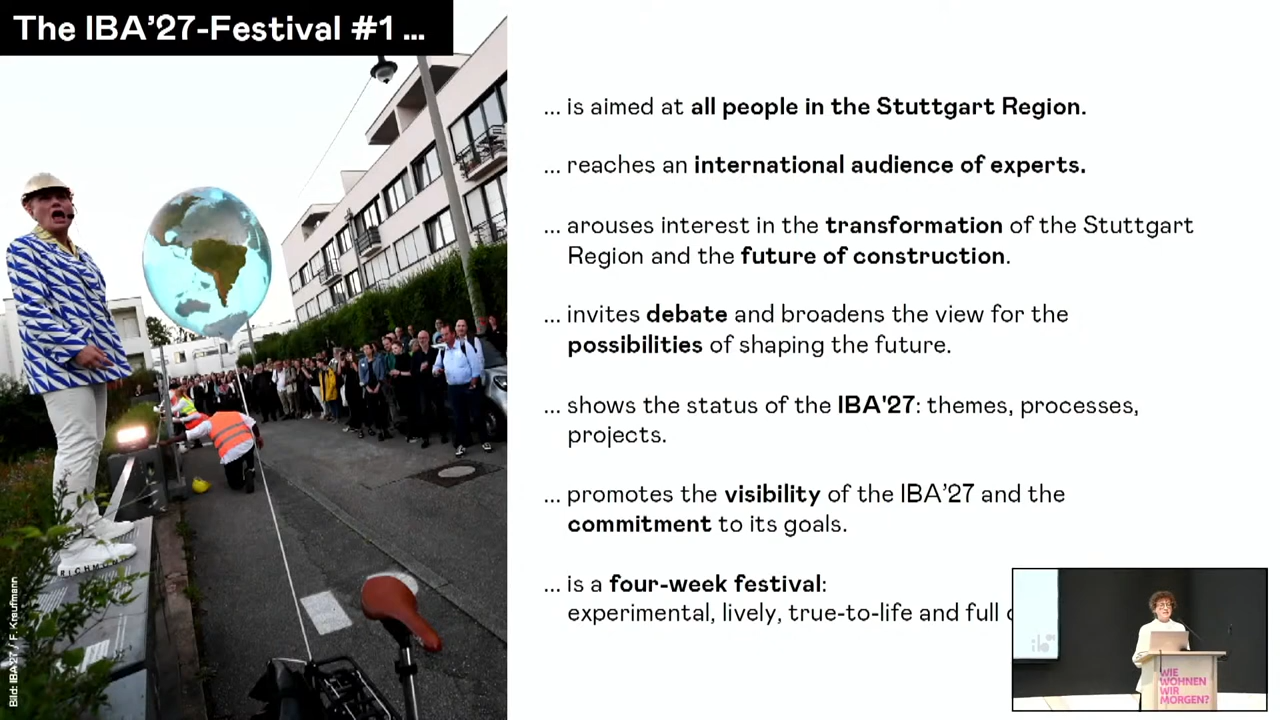 The IBA’27-Festival #1 ...
... is aimed at all people in the Stuttgart Region.
... reaches an international audience of experts.
... arouses interest in the transformation of the Stuttgart
Region and the future of construction.
... invites debate and broadens the view for the
possibilities of shaping the future.
... shows the status of the IBA'27: themes, processes,
projects.
... promotes the visibility of the IBA’27 and the
commitment to its goals.
... is a four-week festival:
experimental, lively, true-to-life and full
RICHMOND
Bild: IBA’27 / F. Kraufmann
iba
WIE
WOHNEN
WIR
MORGEN?